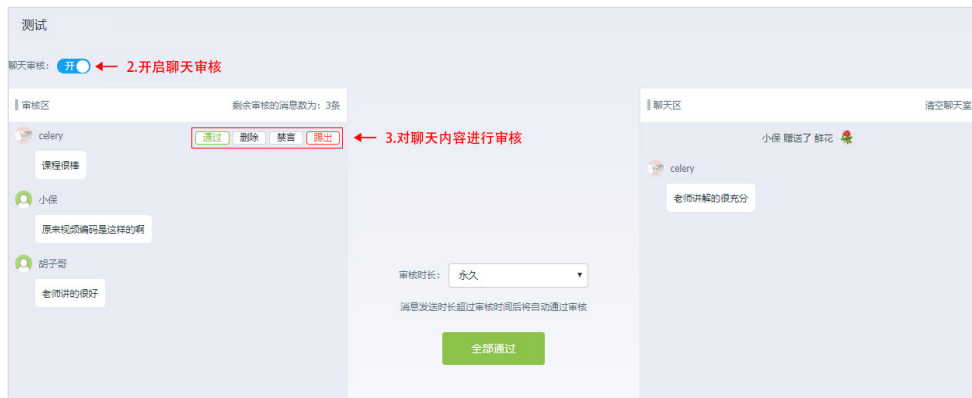 测试
聊天审核： 开 2.开启聊天审核
审核区 剩余审核的消息数为：3条
celery 通过 删除 禁言 踢出 3.对聊天内容进行审核
课程很棒
小保
原来视频编码是这样的啊
胡子哥
老师讲的很好
审核时长： 永久
消息发送时长超过审核时间后将自动通过审核
全部通过
聊天区 清空聊天室
小保 赠送了 鲜花
celery
老师讲解的很充分